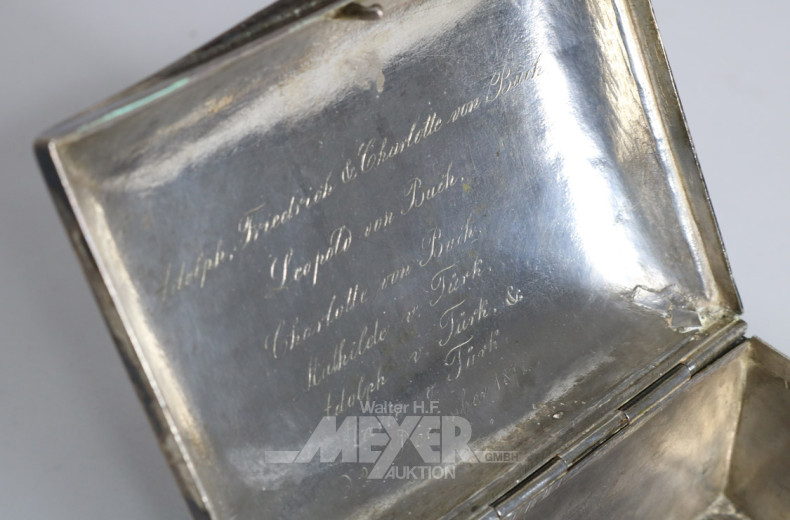 Adolph, Friedrich & Charlotte von Buch
Leopold von Buch,
Charlotte von Buch,
Mathilde v. Türk,
Adolph v. Türk, &
v. Türk
Walter H.F.
MEYER
GMBH
AUKTION